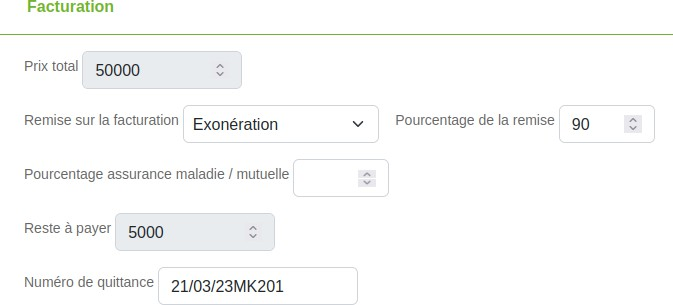 Facturation
Prix total 50000
Remise sur la facturation Exonération Pourcentage de la remise 90
Pourcentage assurance maladie / mutuelle
Reste à payer 5000
Numéro de quittance 21/03/23MK201